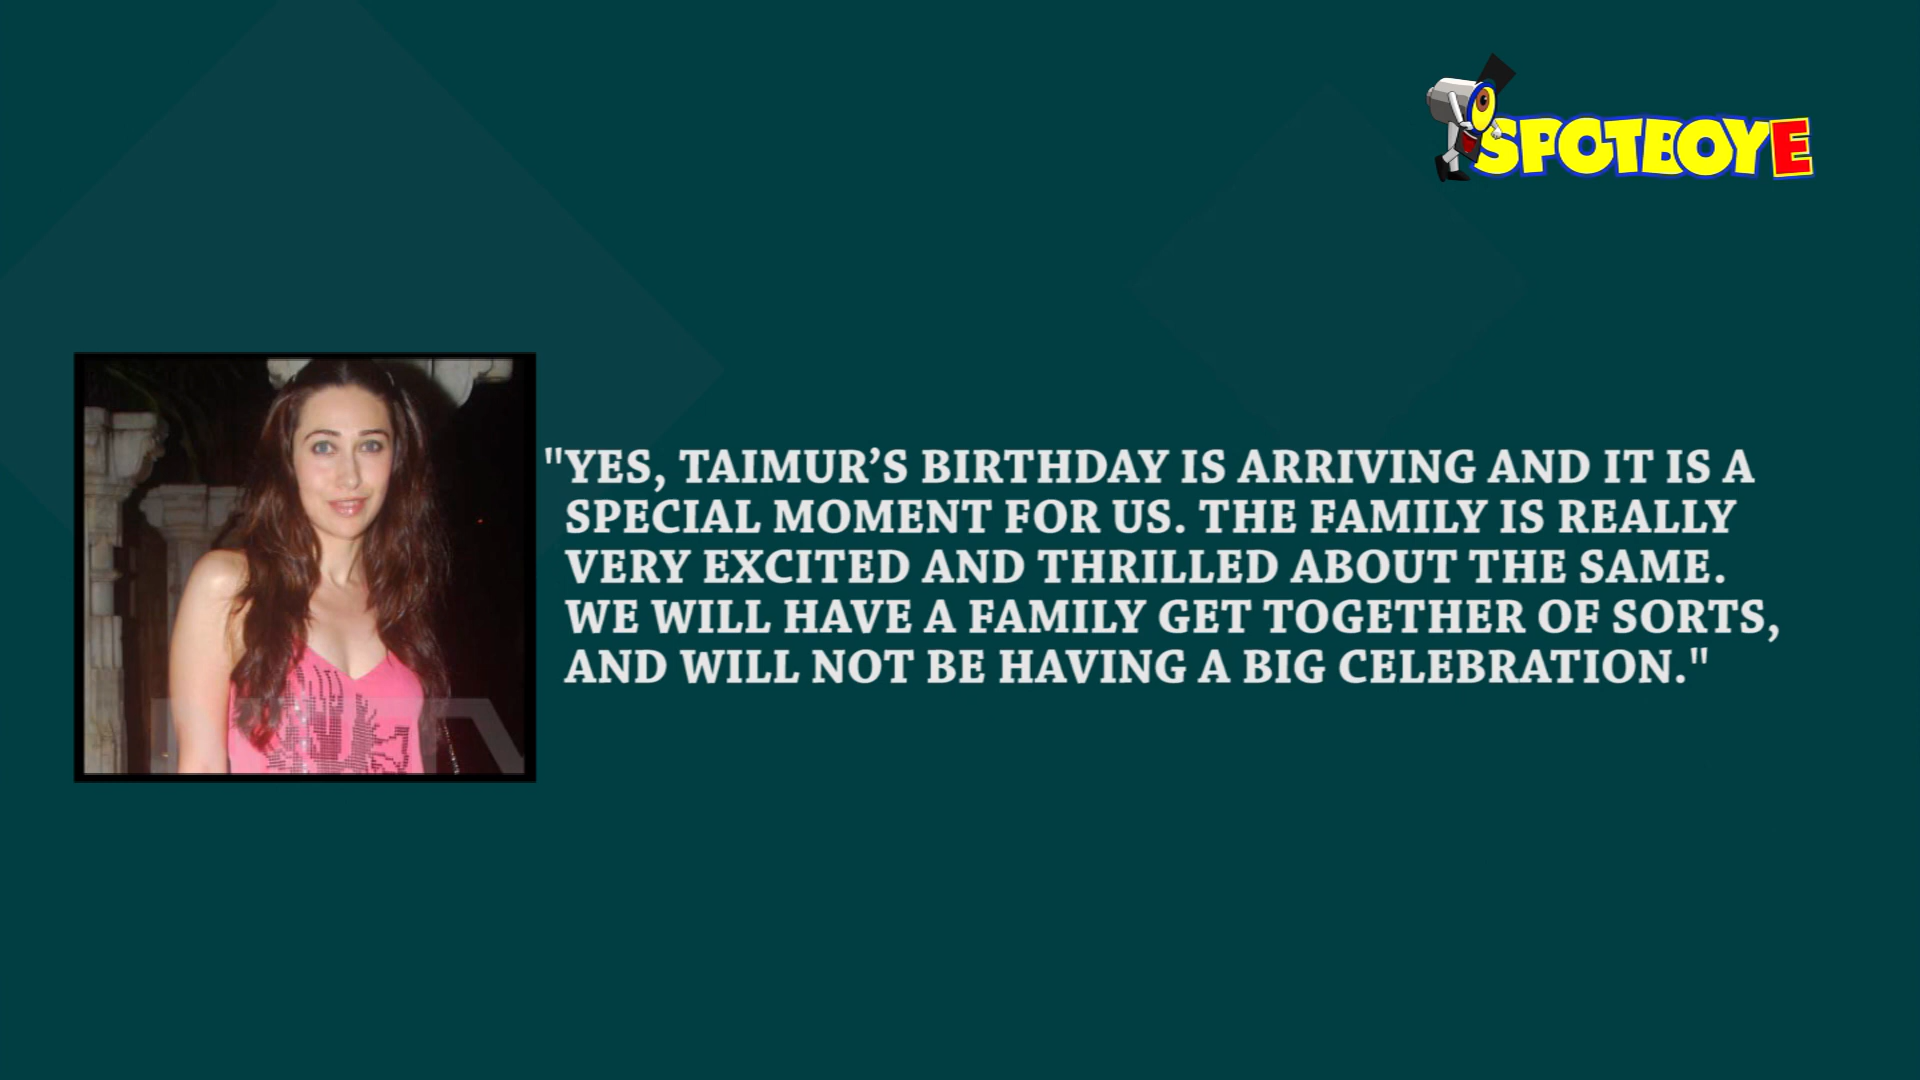 SPOTBOYE
"YES, TAIMUR’S BIRTHDAY IS ARRIVING AND IT IS A
SPECIAL MOMENT FOR US. THE FAMILY IS REALLY
VERY EXCITED AND THRILLED ABOUT THE SAME.
WE WILL HAVE A FAMILY GET TOGETHER OF SORTS,
AND WILL NOT BE HAVING A BIG CELEBRATION."